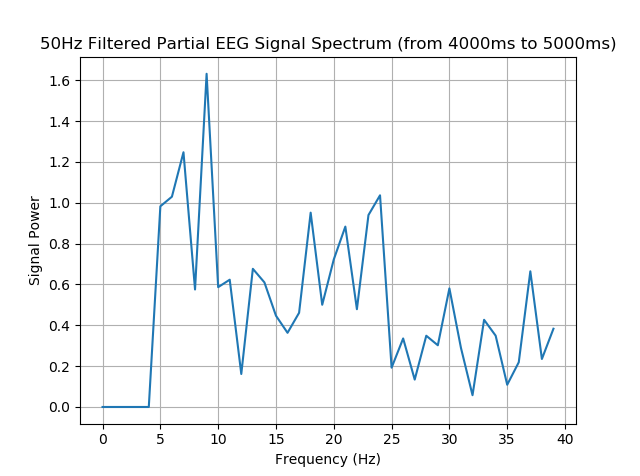 50Hz Filtered Partial EEG Signal Spectrum (from 4000ms to 5000ms)
1.6
1.4
1.2
1.0
0.8
0.6
0.4
0.2
0.0
Signal Power
0 5 10 15 20 25 30 35 40
Frequency (Hz)